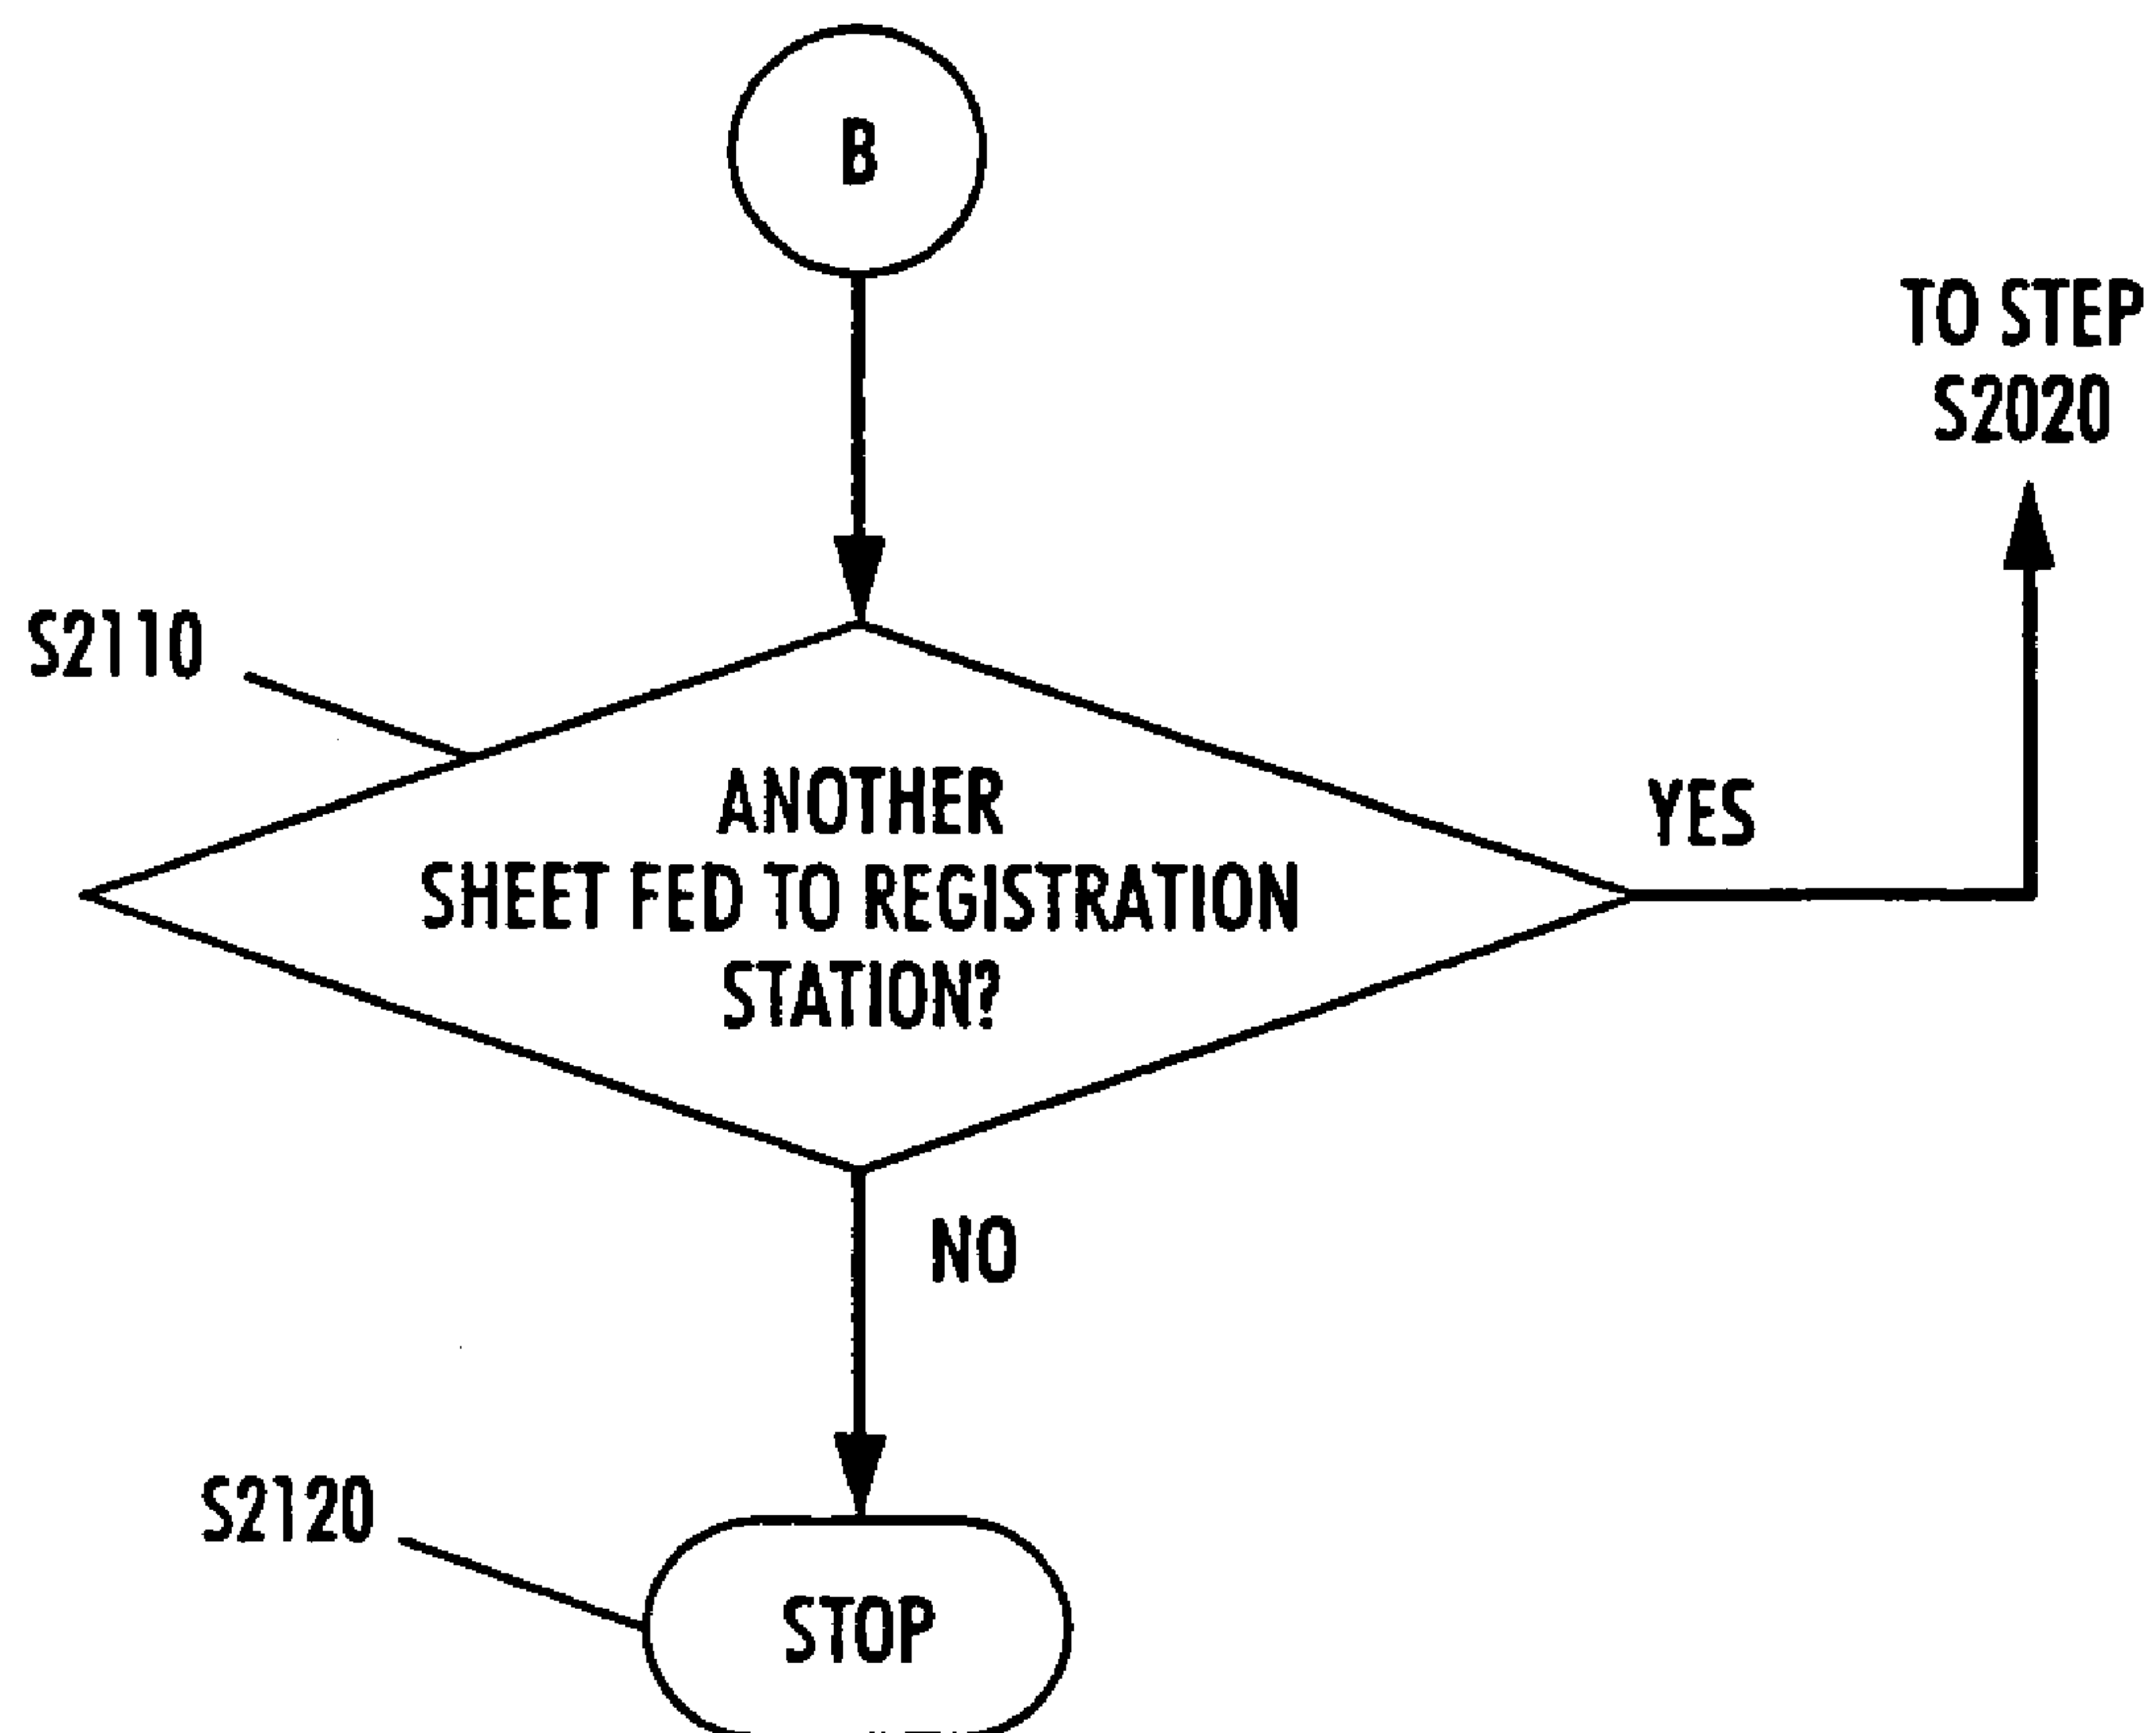 B
TO STEP
S2020
S2110
ANOTHER
SHEET FED TO REGISTRATION
STATION?
YES
NO
S2120
STOP